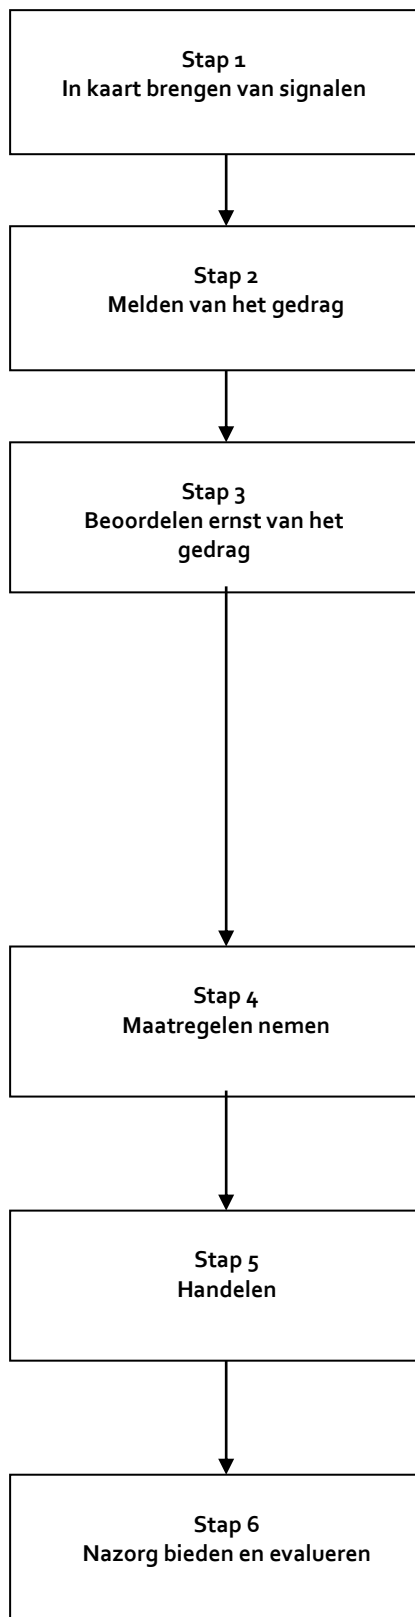 Stap 1
In kaart brengen van signalen
Stap 2
Melden van het gedrag
Stap 3
Beoordelen ernst van het
gedrag
Stap 4
Maatregelen nemen
Stap 5
Handelen
Stap 6
Nazorg bieden en evalueren